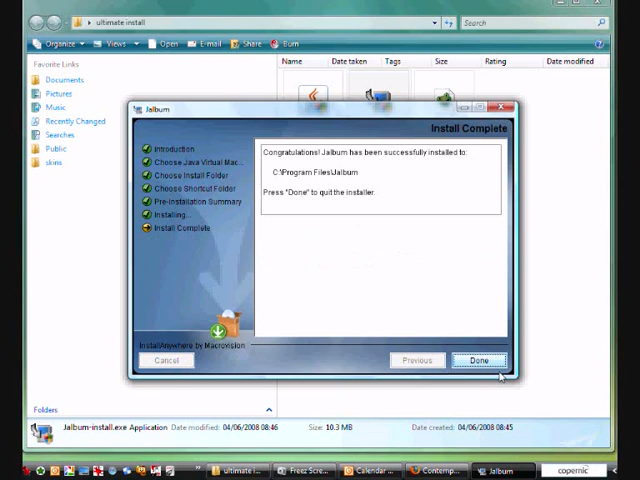 ultimate install
Search
Organize Views Open E-mail Share Burn
Favorite Links
Name Date taken Tags Size Rating Date modified
Documents
Pictures
Music
Recently Changed
Searches
Public
skins
Jalbum
Install Complete
Introduction
Choose Java Virtual Mac...
Choose Install Folder
Choose Shortcut Folder
Pre-Installation Summary
Installing...
Install Complete
Congratulations! Jalbum has been successfully installed to:
C:\Program Files\Jalbum
Press "Done" to quit the installer.
InstallAnywhere by Macrovision
Cancel Previous Done
Folders
Jalbum-install.exe Application Date modified: 04/06/2008 08:46 Size: 10.3 MB Date created: 04/06/2008 08:45
ultimate i... Freez Scre... Calendar ... Contemp... Jalbum copernic